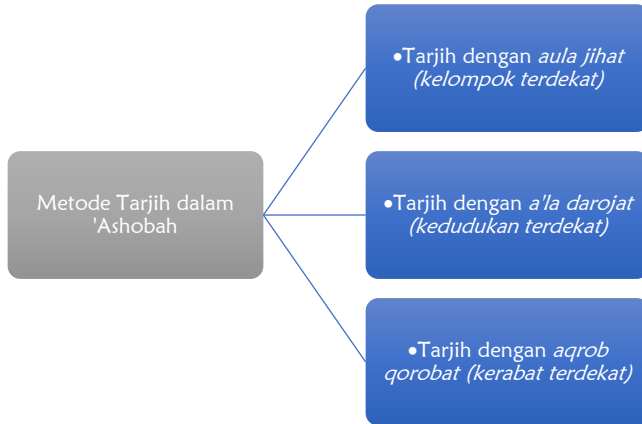 Metode Tarjih dalam
'Ashobah
•Tarjih dengan aula jihat
(kelompok terdekat)
•Tarjih dengan a'la darojat
(kedudukan terdekat)
•Tarjih dengan aqrob
qorobat (kerabat terdekat)